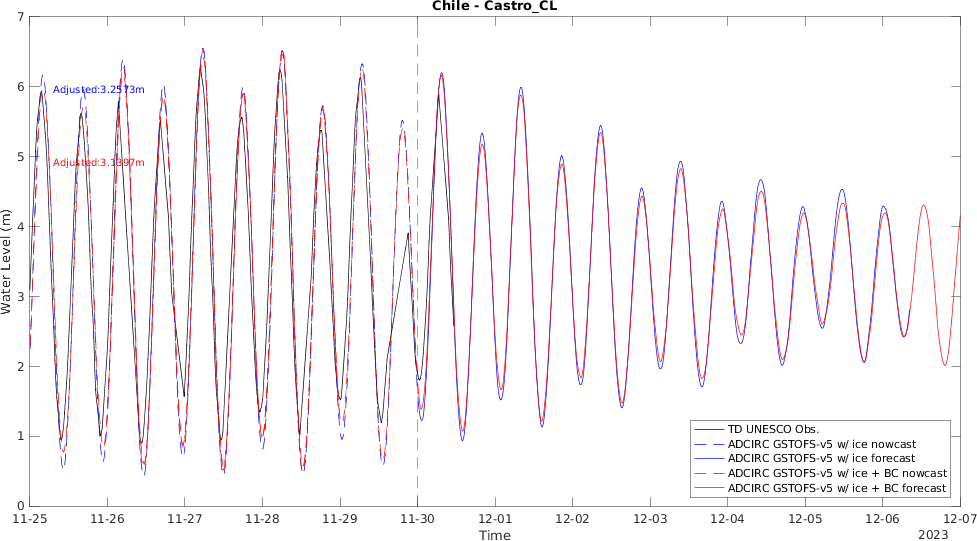 Chile - Castro_CL
7
6
5
4
3
2
1
0
Water Level (m)
Adjusted:3.2573m
Adjusted:3.1397m
TD UNESCO Obs.
ADCIRC GSTOFS-v5 w/ ice nowcast
ADCIRC GSTOFS-v5 w/ ice forecast
ADCIRC GSTOFS-v5 w/ ice + BC nowcast
ADCIRC GSTOFS-v5 w/ ice + BC forecast
11-25 11-26 11-27 11-28 11-29 11-30 12-01 12-02 12-03 12-04 12-05 12-06 12-07
Time
2023